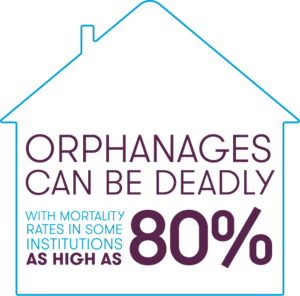 ORPHANAGES
CAN BE DEADLY
WITH MORTALITY
RATES IN SOME
INSTITUTIONS
AS HIGH AS
80%